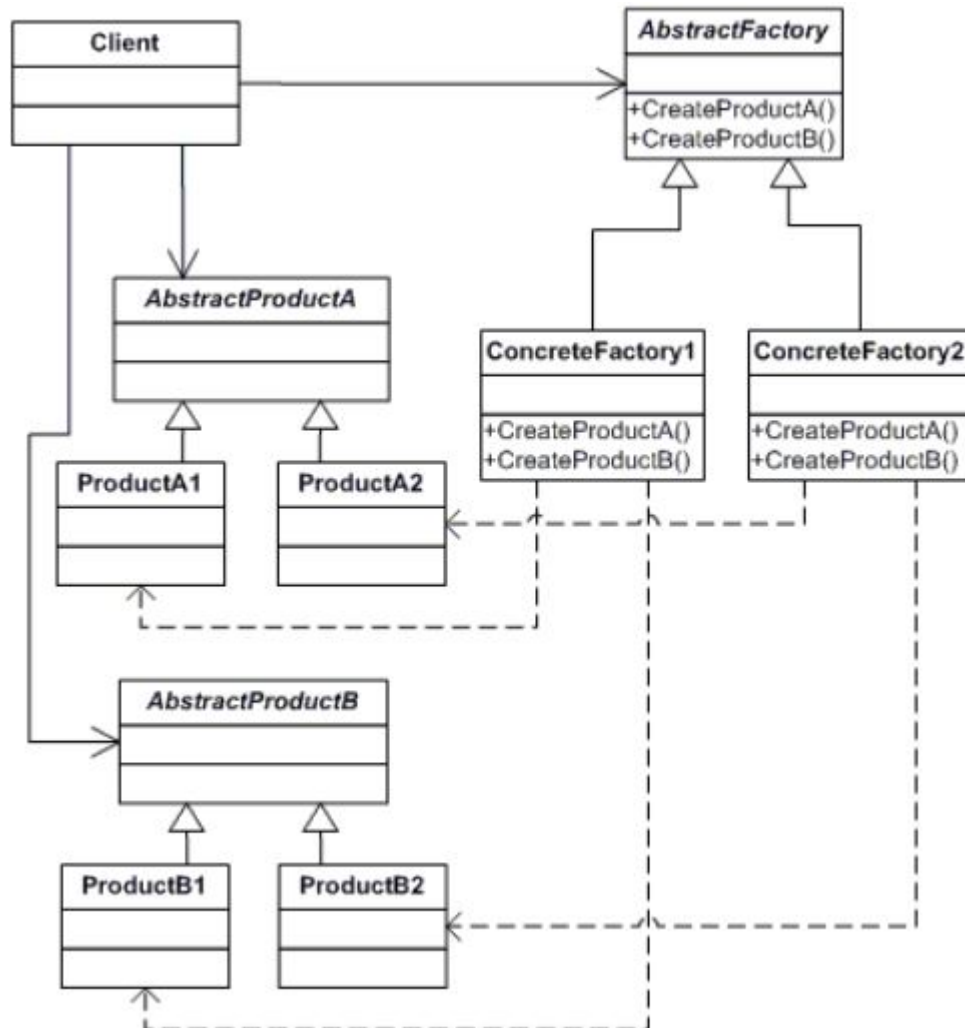 Client
AbstractFactory
+CreateProductA()
+CreateProductB()
AbstractProductA
ConcreteFactory1
+CreateProductA()
+CreateProductB()
ConcreteFactory2
+CreateProductA()
+CreateProductB()
ProductA1
ProductA2
AbstractProductB
ProductB1
ProductB2